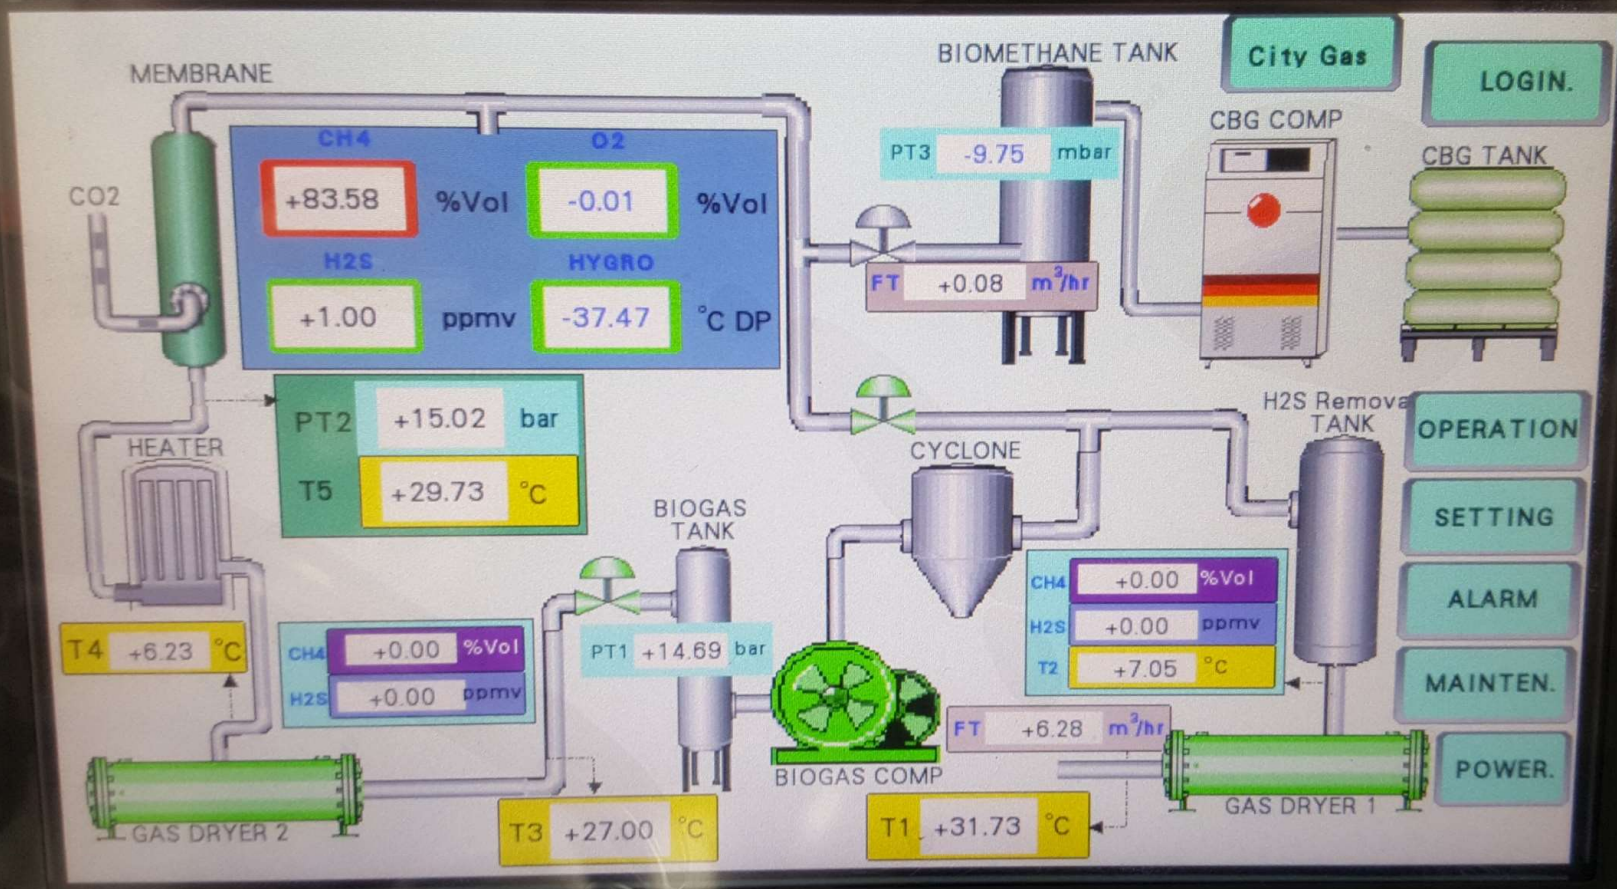 MEMBRANE
BIOMETHANE TANK
City Gas
LOGIN.
CBG COMP
CBG TANK
CO2
CH4
+83.58 %Vol
O2
-0.01 %Vol
H2S
+1.00 ppmv
HYGRO
-37.47 °C DP
PT3 -9.75 mbar
FT +0.08 m³/hr
PT2 +15.02 bar
T5 +29.73 °C
HEATER
H2S Remova
TANK
OPERATION
CYCLONE
BIOGAS
TANK
SETTING
CH4 +0.00 %Vol
H2S +0.00 ppmv
T2 +7.05 °C
ALARM
T4 +6.23 °C
CH4 +0.00 %Vol
H2S +0.00 ppmv
PT1 +14.69 bar
MAINTEN.
FT +6.28 m³/hr
BIOGAS COMP
POWER.
GAS DRYER 1
GAS DRYER 2
T3 +27.00 °C
T1 +31.73 °C